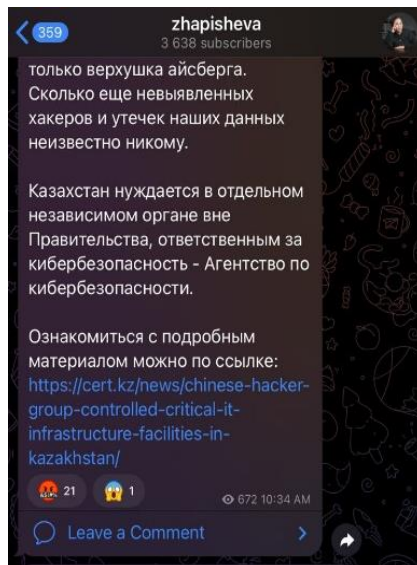 359
zhapisheva
3 638 subscribers
только верхушка айсберга.
Сколько еще невыявленных
хакеров и утечек наших данных
неизвестно никому.
Казахстан нуждается в отдельном
независимом органе вне
Правительства, ответственным за
кибербезопасность - Агентство по
кибербезопасности.
Ознакомиться с подробным
материалом можно по ссылке:
https://cert.kz/news/chinese-hacker-
group-controlled-critical-it-
infrastructure-facilities-in-
kazakhstan/
21 1 672 10:34 AM
Leave a Comment